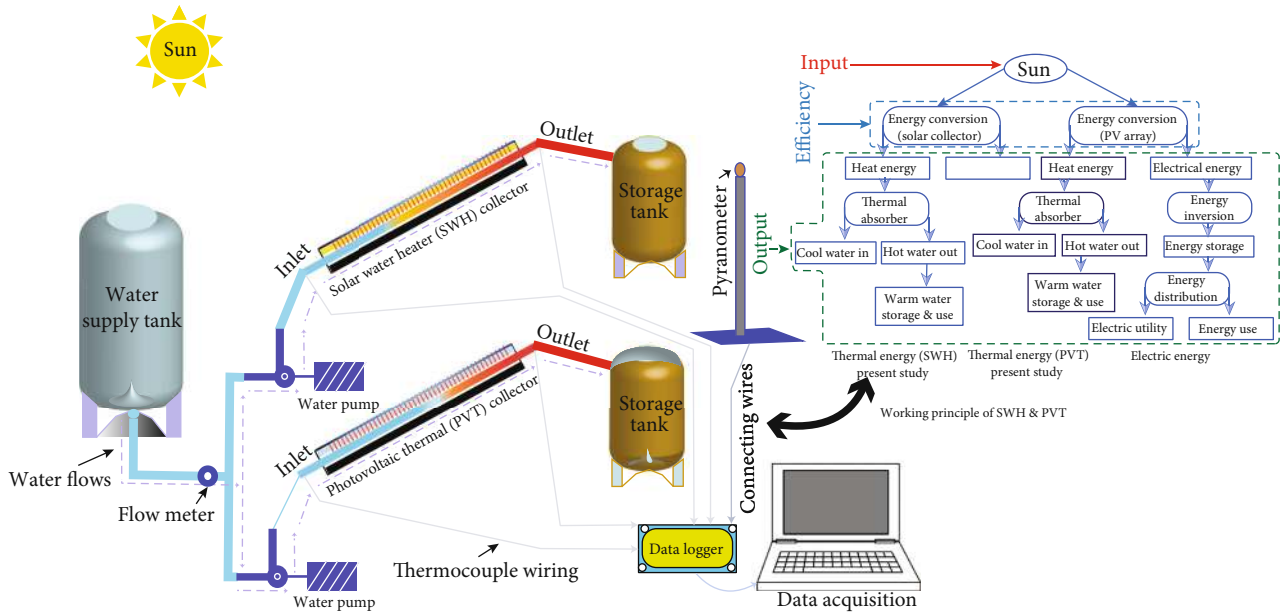 Sun
Outlet
Inlet
Solar water heater (SWH) collector
Storage
tank
Water
supply tank
Water pump
Outlet
Inlet
Photovoltaic thermal (PVT) collector
Storage
tank
Water flows
Flow meter
Water pump
Thermocouple wiring
Pyranometer
Connecting wires
Data logger
Data acquisition
Input
Sun
Efficiency
Energy conversion
(solar collector)
Energy conversion
(PV array)
Output
Heat energy
Heat energy
Electrical energy
Thermal
absorber
Thermal
absorber
Energy
inversion
Cool water in
Hot water out
Cool water in
Hot water out
Energy storage
Warm water
storage & use
Warm water
storage & use
Energy
distribution
Electric utility
Energy use
Thermal energy (SWH)
present study
Thermal energy (PVT)
present study
Electric energy
Working principle of SWH & PVT